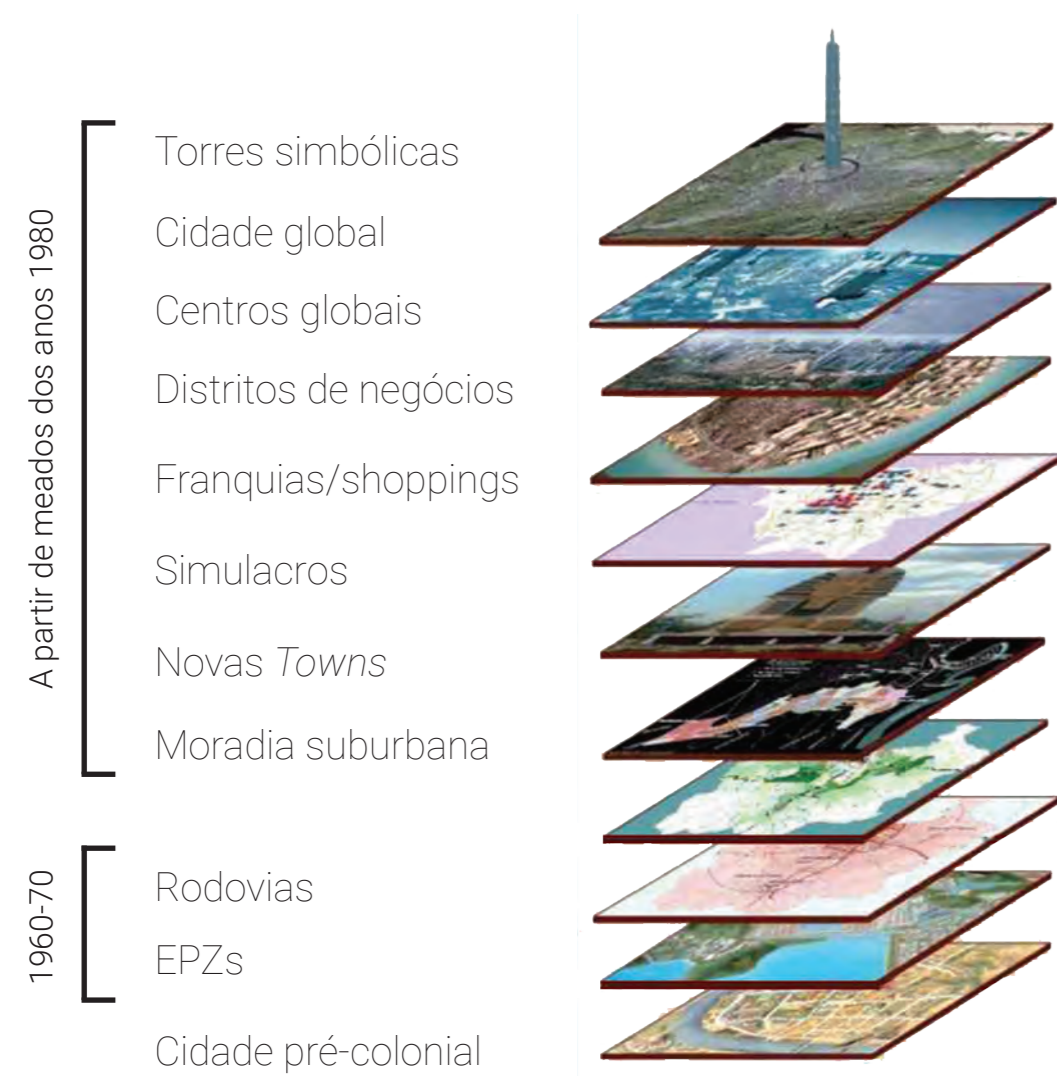 A partir de meados dos anos 1980
Torres simbólicas
Cidade global
Centros globais
Distritos de negócios
Franquias/shoppings
Simulacros
Novas Towns
Moradia suburbana
1960-70
Rodovias
EPZs
Cidade pré-colonial